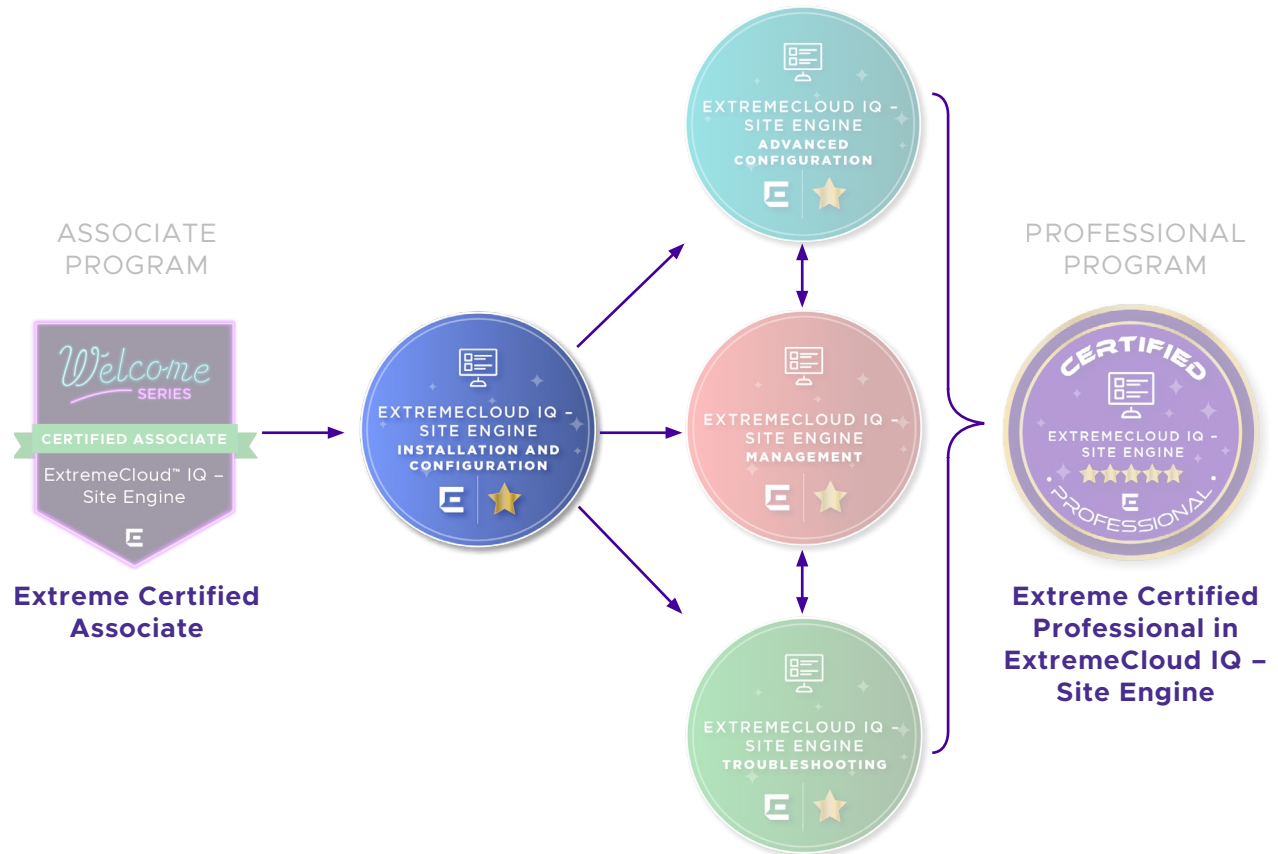 ASSOCIATE
PROGRAM
Welcome
SERIES
CERTIFIED ASSOCIATE
ExtremeCloud™ IQ –
Site Engine
Extreme Certified
Associate
EXTREMECLOUD IQ –
SITE ENGINE
INSTALLATION AND
CONFIGURATION
EXTREMECLOUD IQ –
SITE ENGINE
ADVANCED
CONFIGURATION
EXTREMECLOUD IQ –
SITE ENGINE
MANAGEMENT
EXTREMECLOUD IQ –
SITE ENGINE
TROUBLESHOOTING
PROFESSIONAL
PROGRAM
CERTIFIED
EXTREMECLOUD IQ –
SITE ENGINE
PROFESSIONAL
Extreme Certified
Professional in
ExtremeCloud IQ –
Site Engine